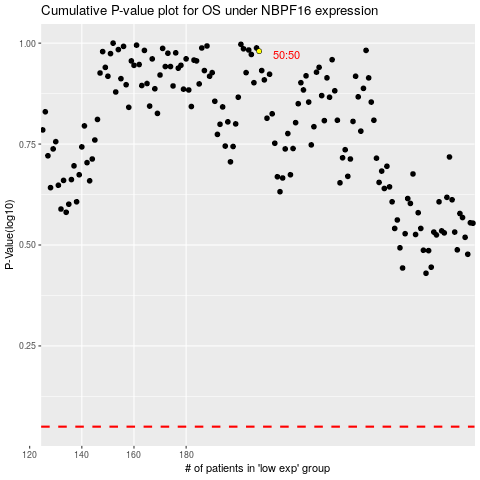 Cumulative P-value plot for OS under NBPF16 expression
P-Value(log10)
1.00
0.75
0.50
0.25
50:50
120 140 160 180
# of patients in 'low exp' group